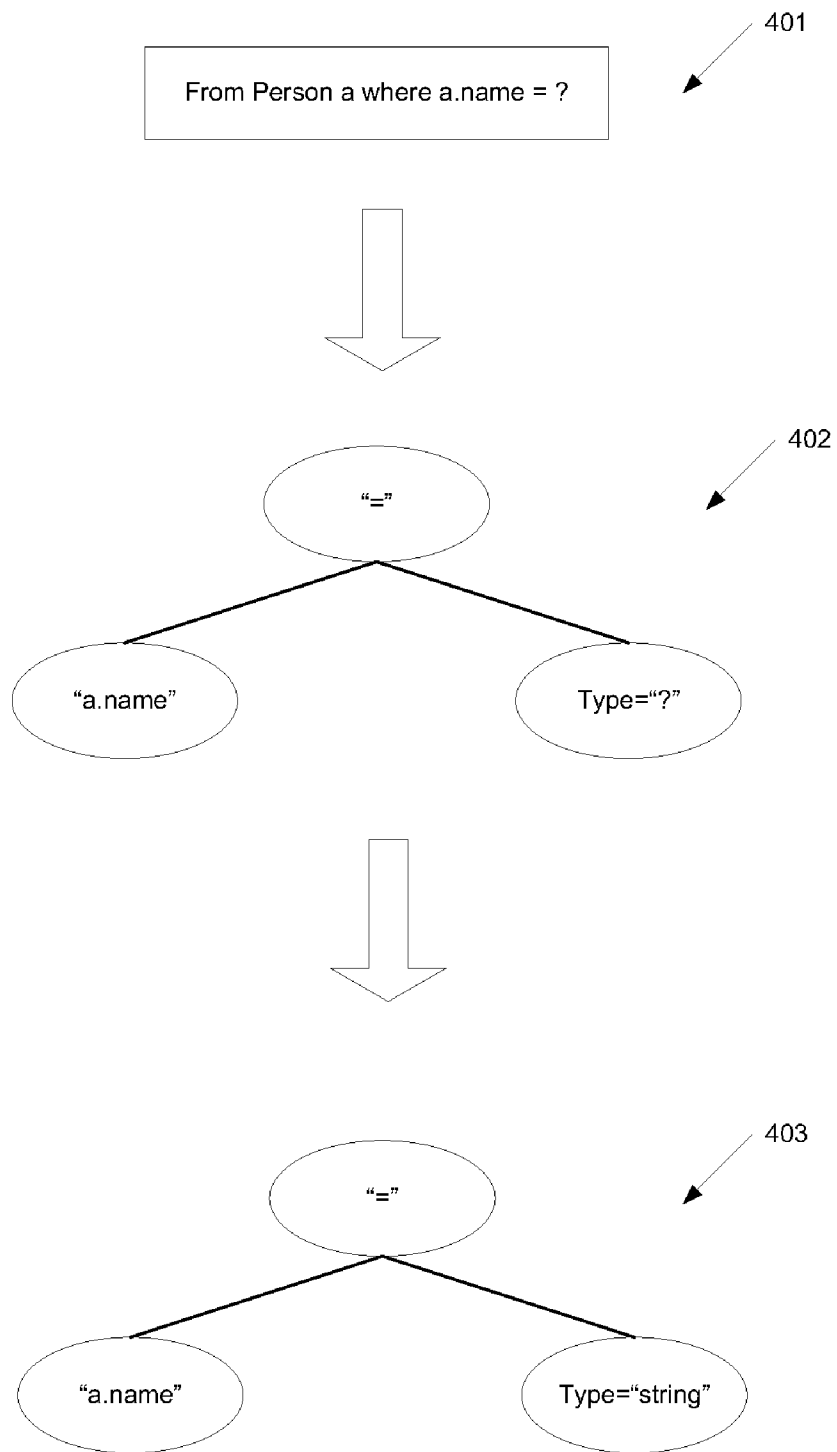 401
From Person a where a.name = ?
402
“=”
“a.name”
Type=“?”
403
“=”
“a.name”
Type=“string”